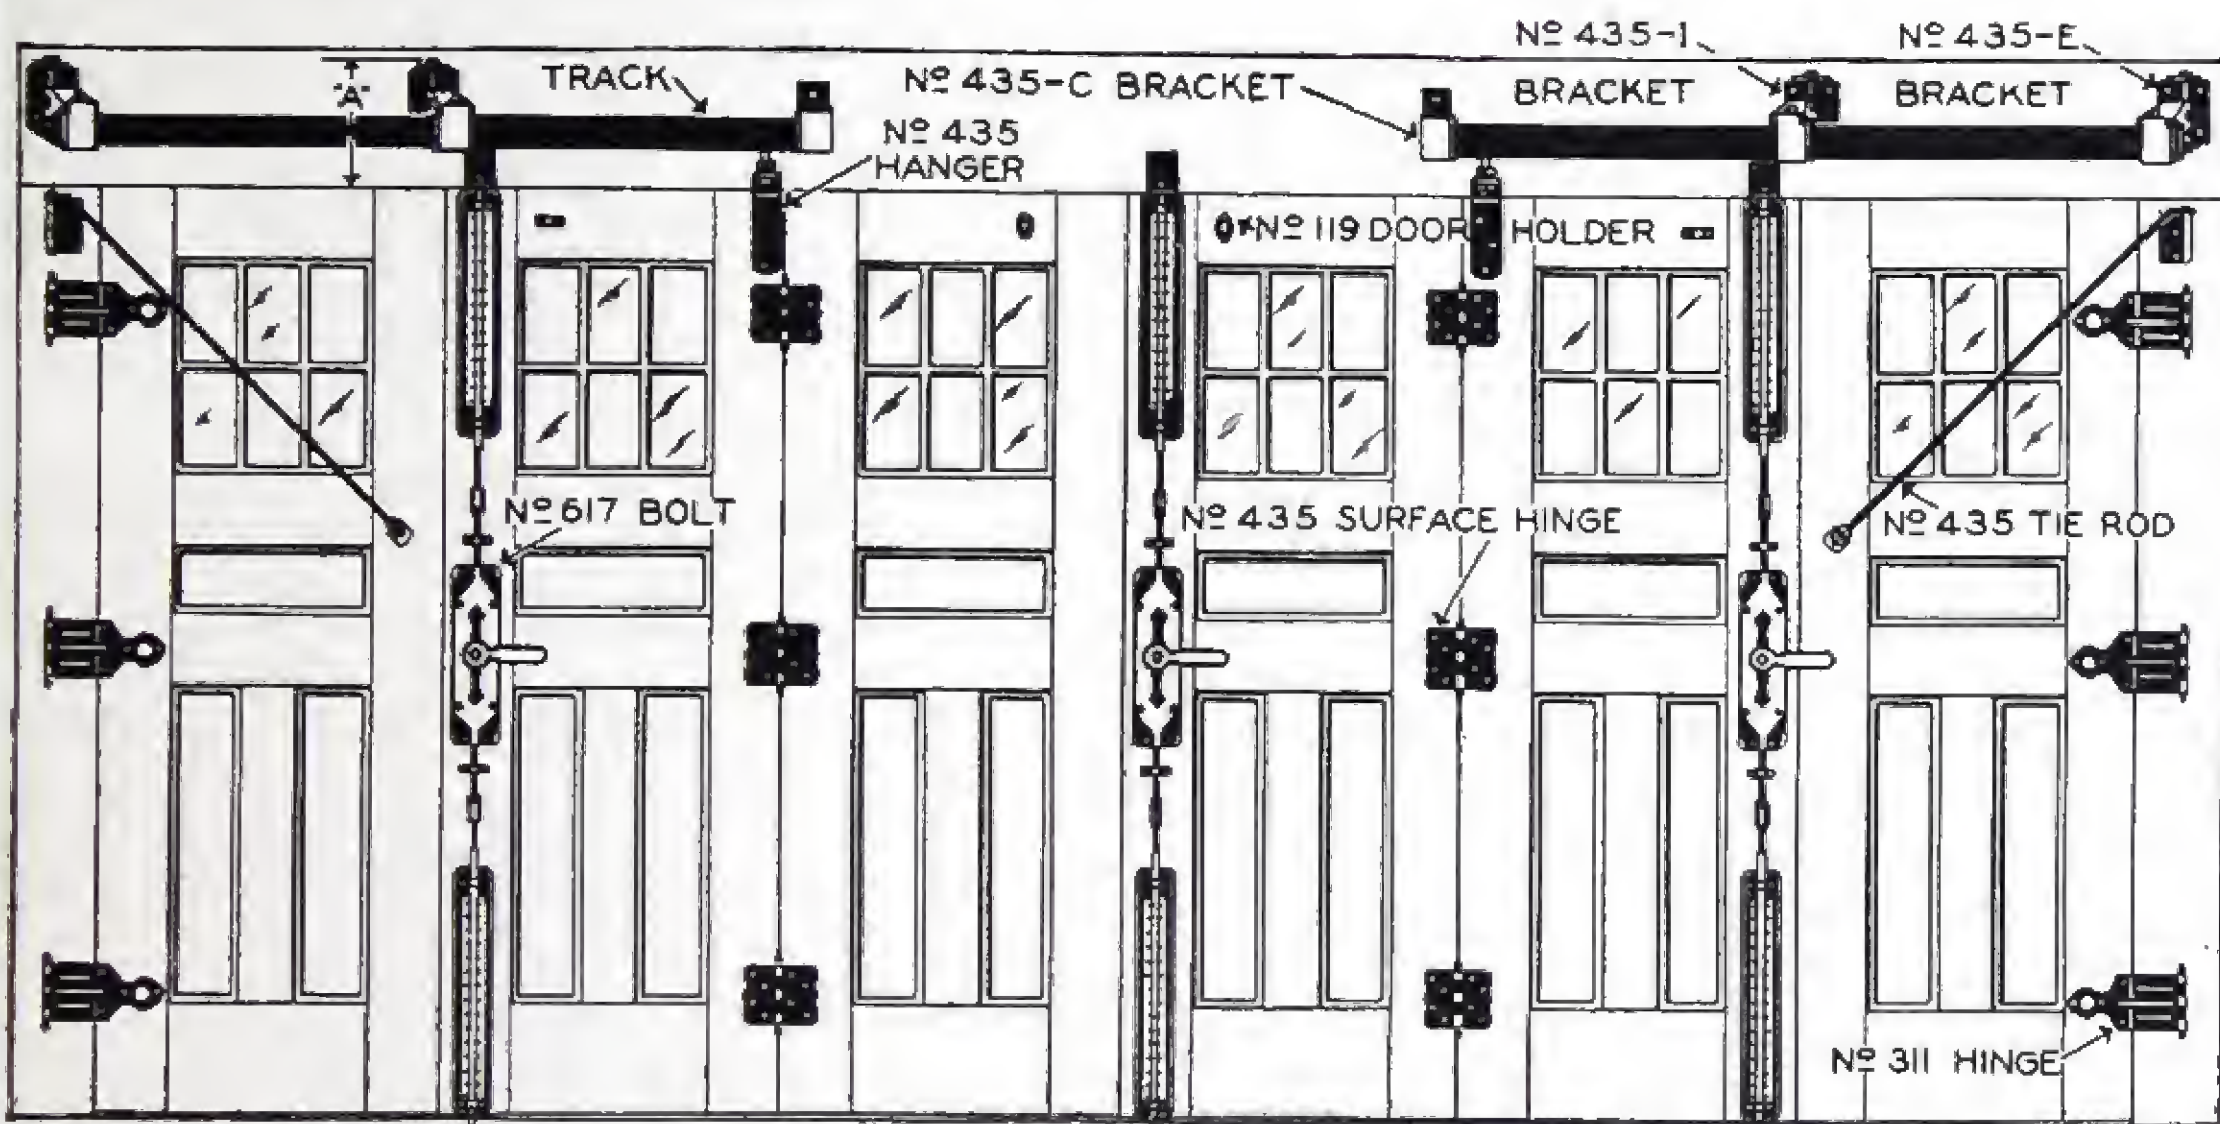 Nº 435-I
Nº 435-E
"A"
TRACK
Nº 435-C BRACKET
BRACKET
BRACKET
Nº 435
HANGER
Nº 119 DOOR HOLDER
Nº 617 BOLT
Nº 435 SURFACE HINGE
Nº 435 TIE ROD
Nº 311 HINGE